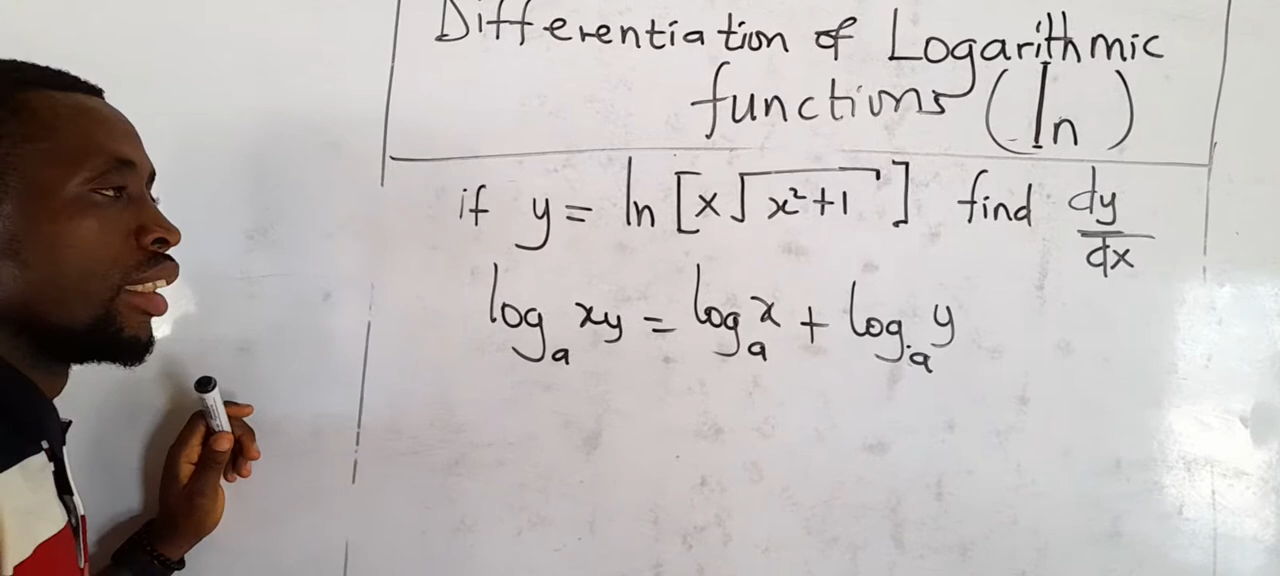 Differentiation of Logarithmic
functions (ln)
if y = ln [x√x²+1] find dy/dx
logₐ xy = logₐ x + logₐ y